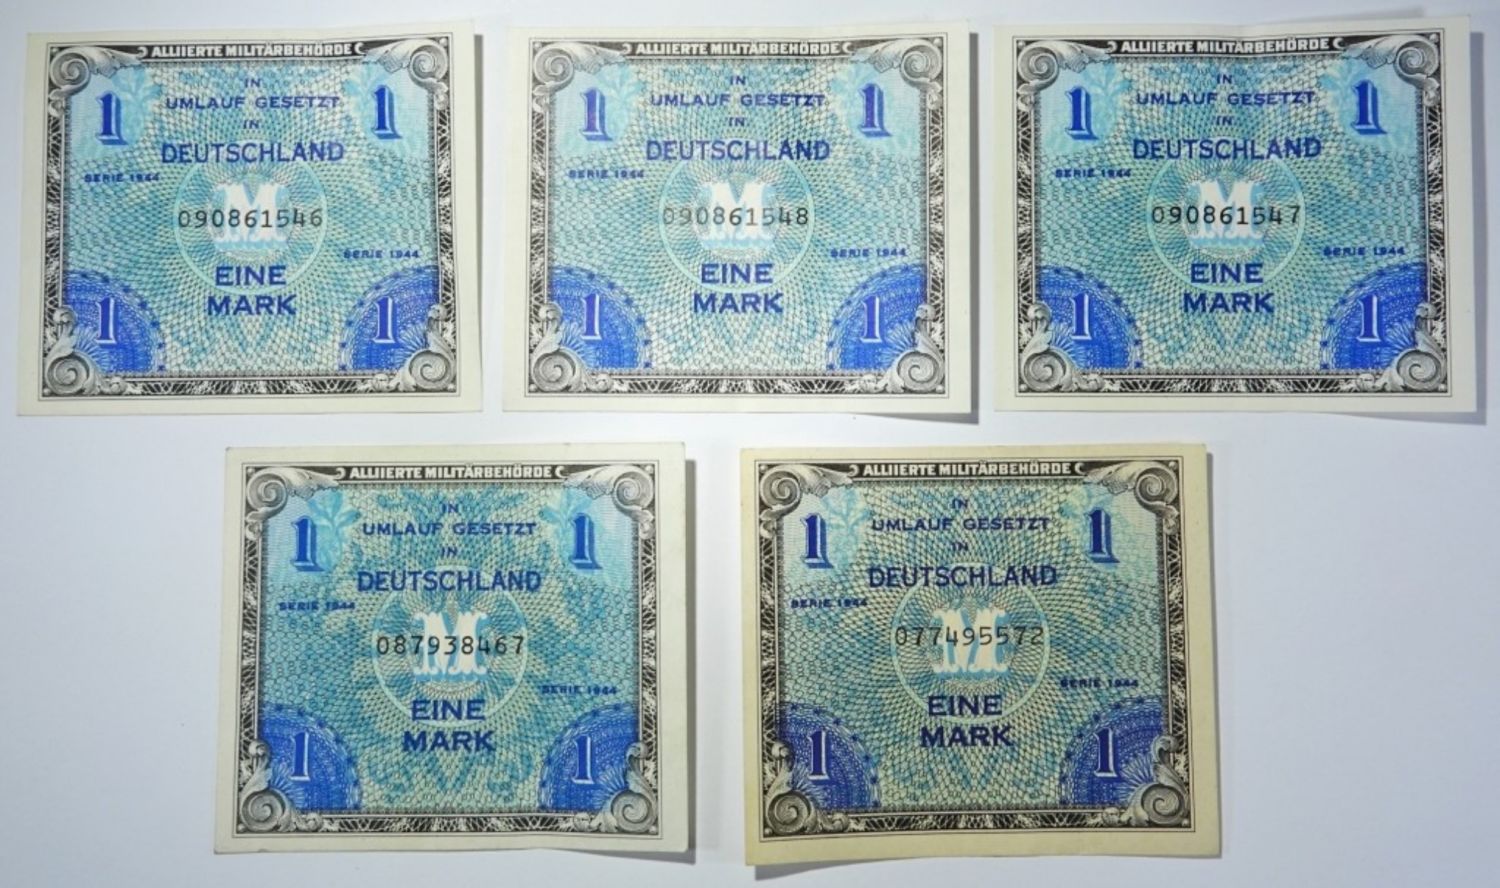 ALLIIERTE MILITÄRBEHÖRDE
1 IN 1
UMLAUF GESETZT
IN
DEUTSCHLAND
SERIE 1944
M
090861546
SERIE 1944
EINE
MARK
1 1
ALLIIERTE MILITÄRBEHÖRDE
1 IN 1
UMLAUF GESETZT
IN
DEUTSCHLAND
SERIE 1944
M
090861548
SERIE 1944
EINE
MARK
1 1
ALLIIERTE MILITÄRBEHÖRDE
1 IN 1
UMLAUF GESETZT
IN
DEUTSCHLAND
SERIE 1944
M
090861547
SERIE 1944
EINE
MARK
1 1
ALLIIERTE MILITÄRBEHÖRDE
1 IN 1
UMLAUF GESETZT
IN
DEUTSCHLAND
SERIE 1944
M
087938467
SERIE 1944
EINE
MARK
1 1
ALLIIERTE MILITÄRBEHÖRDE
1 IN 1
UMLAUF GESETZT
IN
DEUTSCHLAND
SERIE 1944
M
077495572
SERIE 1944
EINE
MARK
1 1